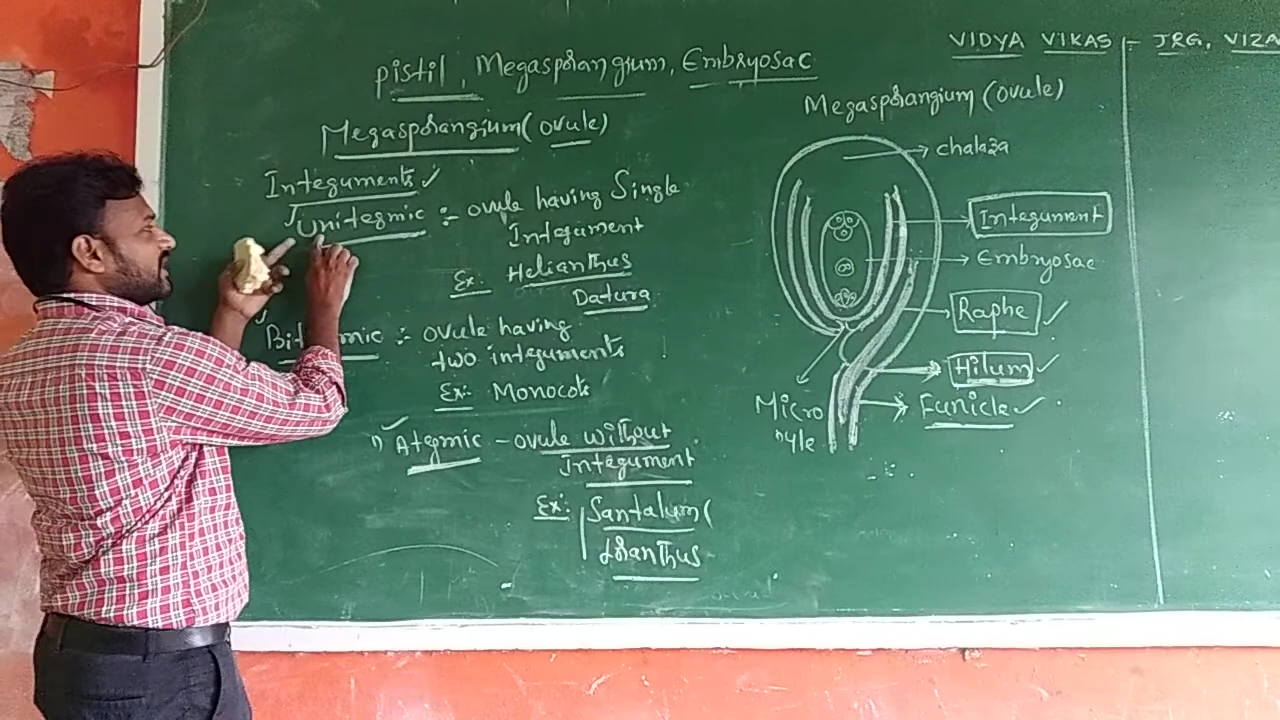 VIDYA VIKAS - JRG, VIZA
pistil, Megasporangium, Embryosac
Megasporangium (ovule)
Integuments ✓
Unitegmic :- ovule having Single
Integument
Ex: Helianthus
Datura
:- ovule having
two integuments
Ex:- Monocots
Ategmic - ovule without
Integument
Ex: Santalum (
Loranthus
Megasporangium (ovule)
chalaza
Integument
Embryosac
Raphe ✓
Hilum ✓
Funicle ✓
Micro
pyle